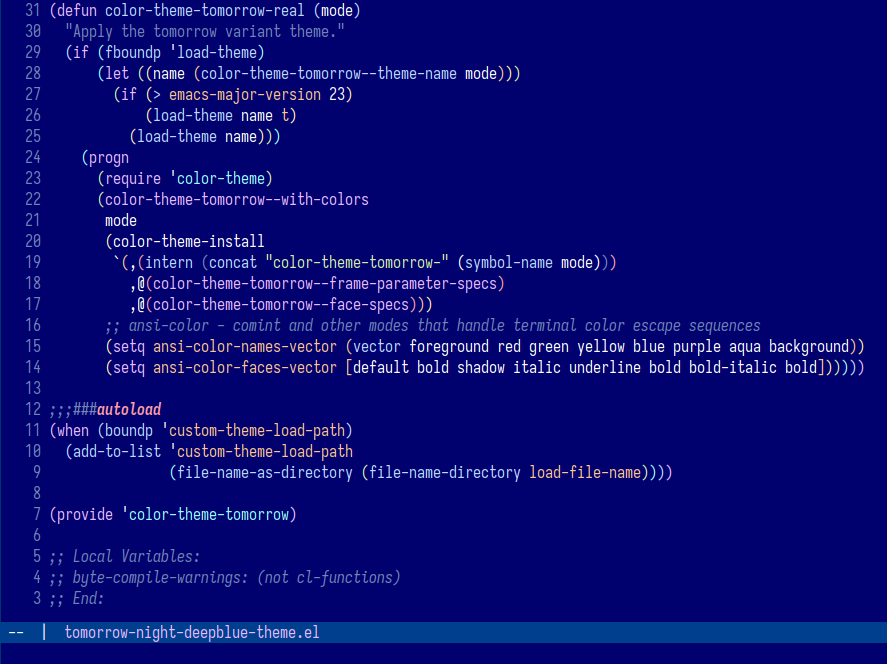 31 (defun color-theme-tomorrow-real (mode)
30   "Apply the tomorrow variant theme."
29   (if (fboundp 'load-theme)
28       (let ((name (color-theme-tomorrow--theme-name mode)))
27         (if (> emacs-major-version 23)
26             (load-theme name t)
25           (load-theme name)))
24     (progn
23       (require 'color-theme)
22       (color-theme-tomorrow--with-colors
21        mode
20        (color-theme-install
19         `(,(intern (concat "color-theme-tomorrow-" (symbol-name mode)))
18           ,@(color-theme-tomorrow--frame-parameter-specs)
17           ,@(color-theme-tomorrow--face-specs)))
16        ;; ansi-color - comint and other modes that handle terminal color escape sequences
15        (setq ansi-color-names-vector (vector foreground red green yellow blue purple aqua background))
14        (setq ansi-color-faces-vector [default bold shadow italic underline bold bold-italic bold])))))
13
12 ;;;###autoload
11 (when (boundp 'custom-theme-load-path)
10   (add-to-list 'custom-theme-load-path
9                (file-name-as-directory (file-name-directory load-file-name))))
8
7 (provide 'color-theme-tomorrow)
6
5 ;; Local Variables:
4 ;; byte-compile-warnings: (not cl-functions)
3 ;; End:
-- | tomorrow-night-deepblue-theme.el